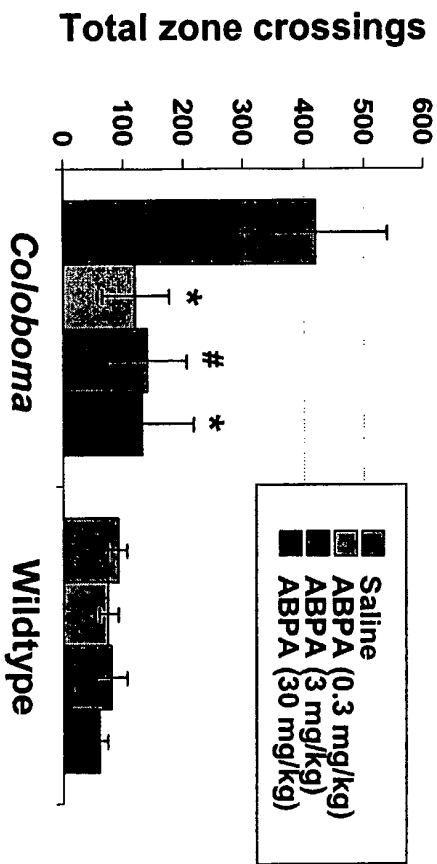 Total zone crossings
600
500
400
300
200
100
0
*
#
*
Saline
ABPA (0.3 mg/kg)
ABPA (3 mg/kg)
ABPA (30 mg/kg)
Coloboma
Wildtype